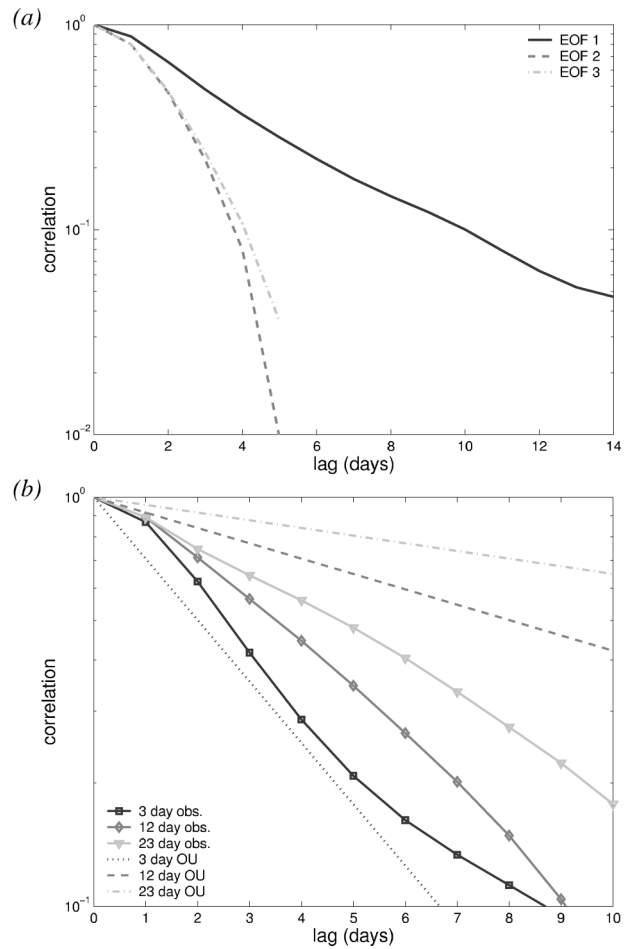 (a)
10^0
10^-1
10^-2
correlation
EOF 1
EOF 2
EOF 3
0 2 4 6 8 10 12 14
lag (days)
(b)
10^0
10^-1
correlation
3 day obs.
12 day obs.
23 day obs.
3 day OU
12 day OU
23 day OU
0 1 2 3 4 5 6 7 8 9 10
lag (days)